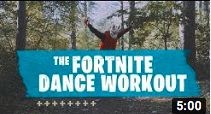 THE FORTNITE
DANCE WORKOUT
5:00